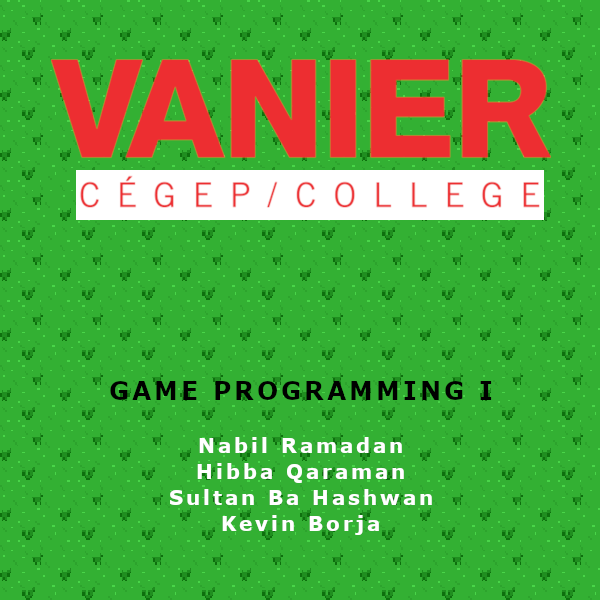 VANIER
CÉGEP/COLLEGE
GAME PROGRAMMING I
Nabil Ramadan
Hibba Qaraman
Sultan Ba Hashwan
Kevin Borja